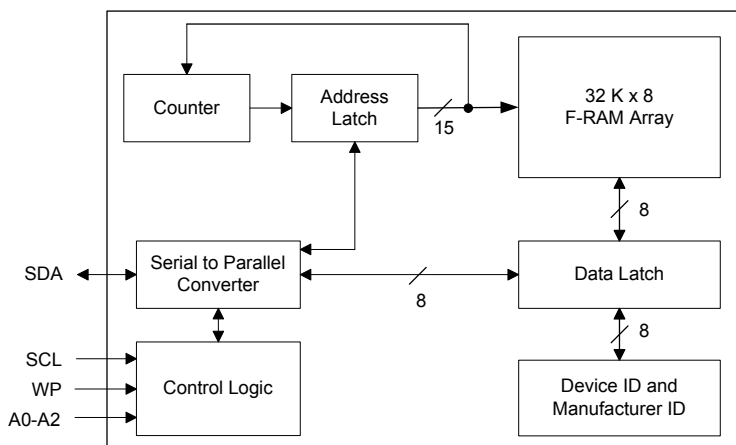 Counter
Address
Latch
15
32 K x 8
F-RAM Array
8
SDA
Serial to Parallel
Converter
8
Data Latch
8
SCL
WP
A0-A2
Control Logic
Device ID and
Manufacturer ID